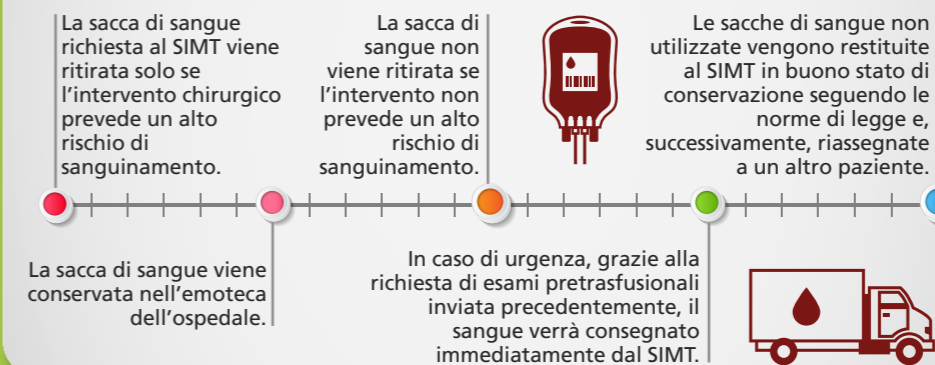 La sacca di sangue
richiesta al SIMT viene
ritirata solo se
l’intervento chirurgico
prevede un alto
rischio di
sanguinamento.
La sacca di sangue viene
conservata nell’emoteca
dell’ospedale.
La sacca di
sangue non
viene ritirata se
l’intervento non
prevede un alto
rischio di
sanguinamento.
In caso di urgenza, grazie alla
richiesta di esami pretrasfusionali
inviata precedentemente, il
sangue verrà consegnato
immediatamente dal SIMT.
Le sacche di sangue non
utilizzate vengono restituite
al SIMT in buono stato di
conservazione seguendo le
norme di legge e,
successivamente, riassegnate
a un altro paziente.